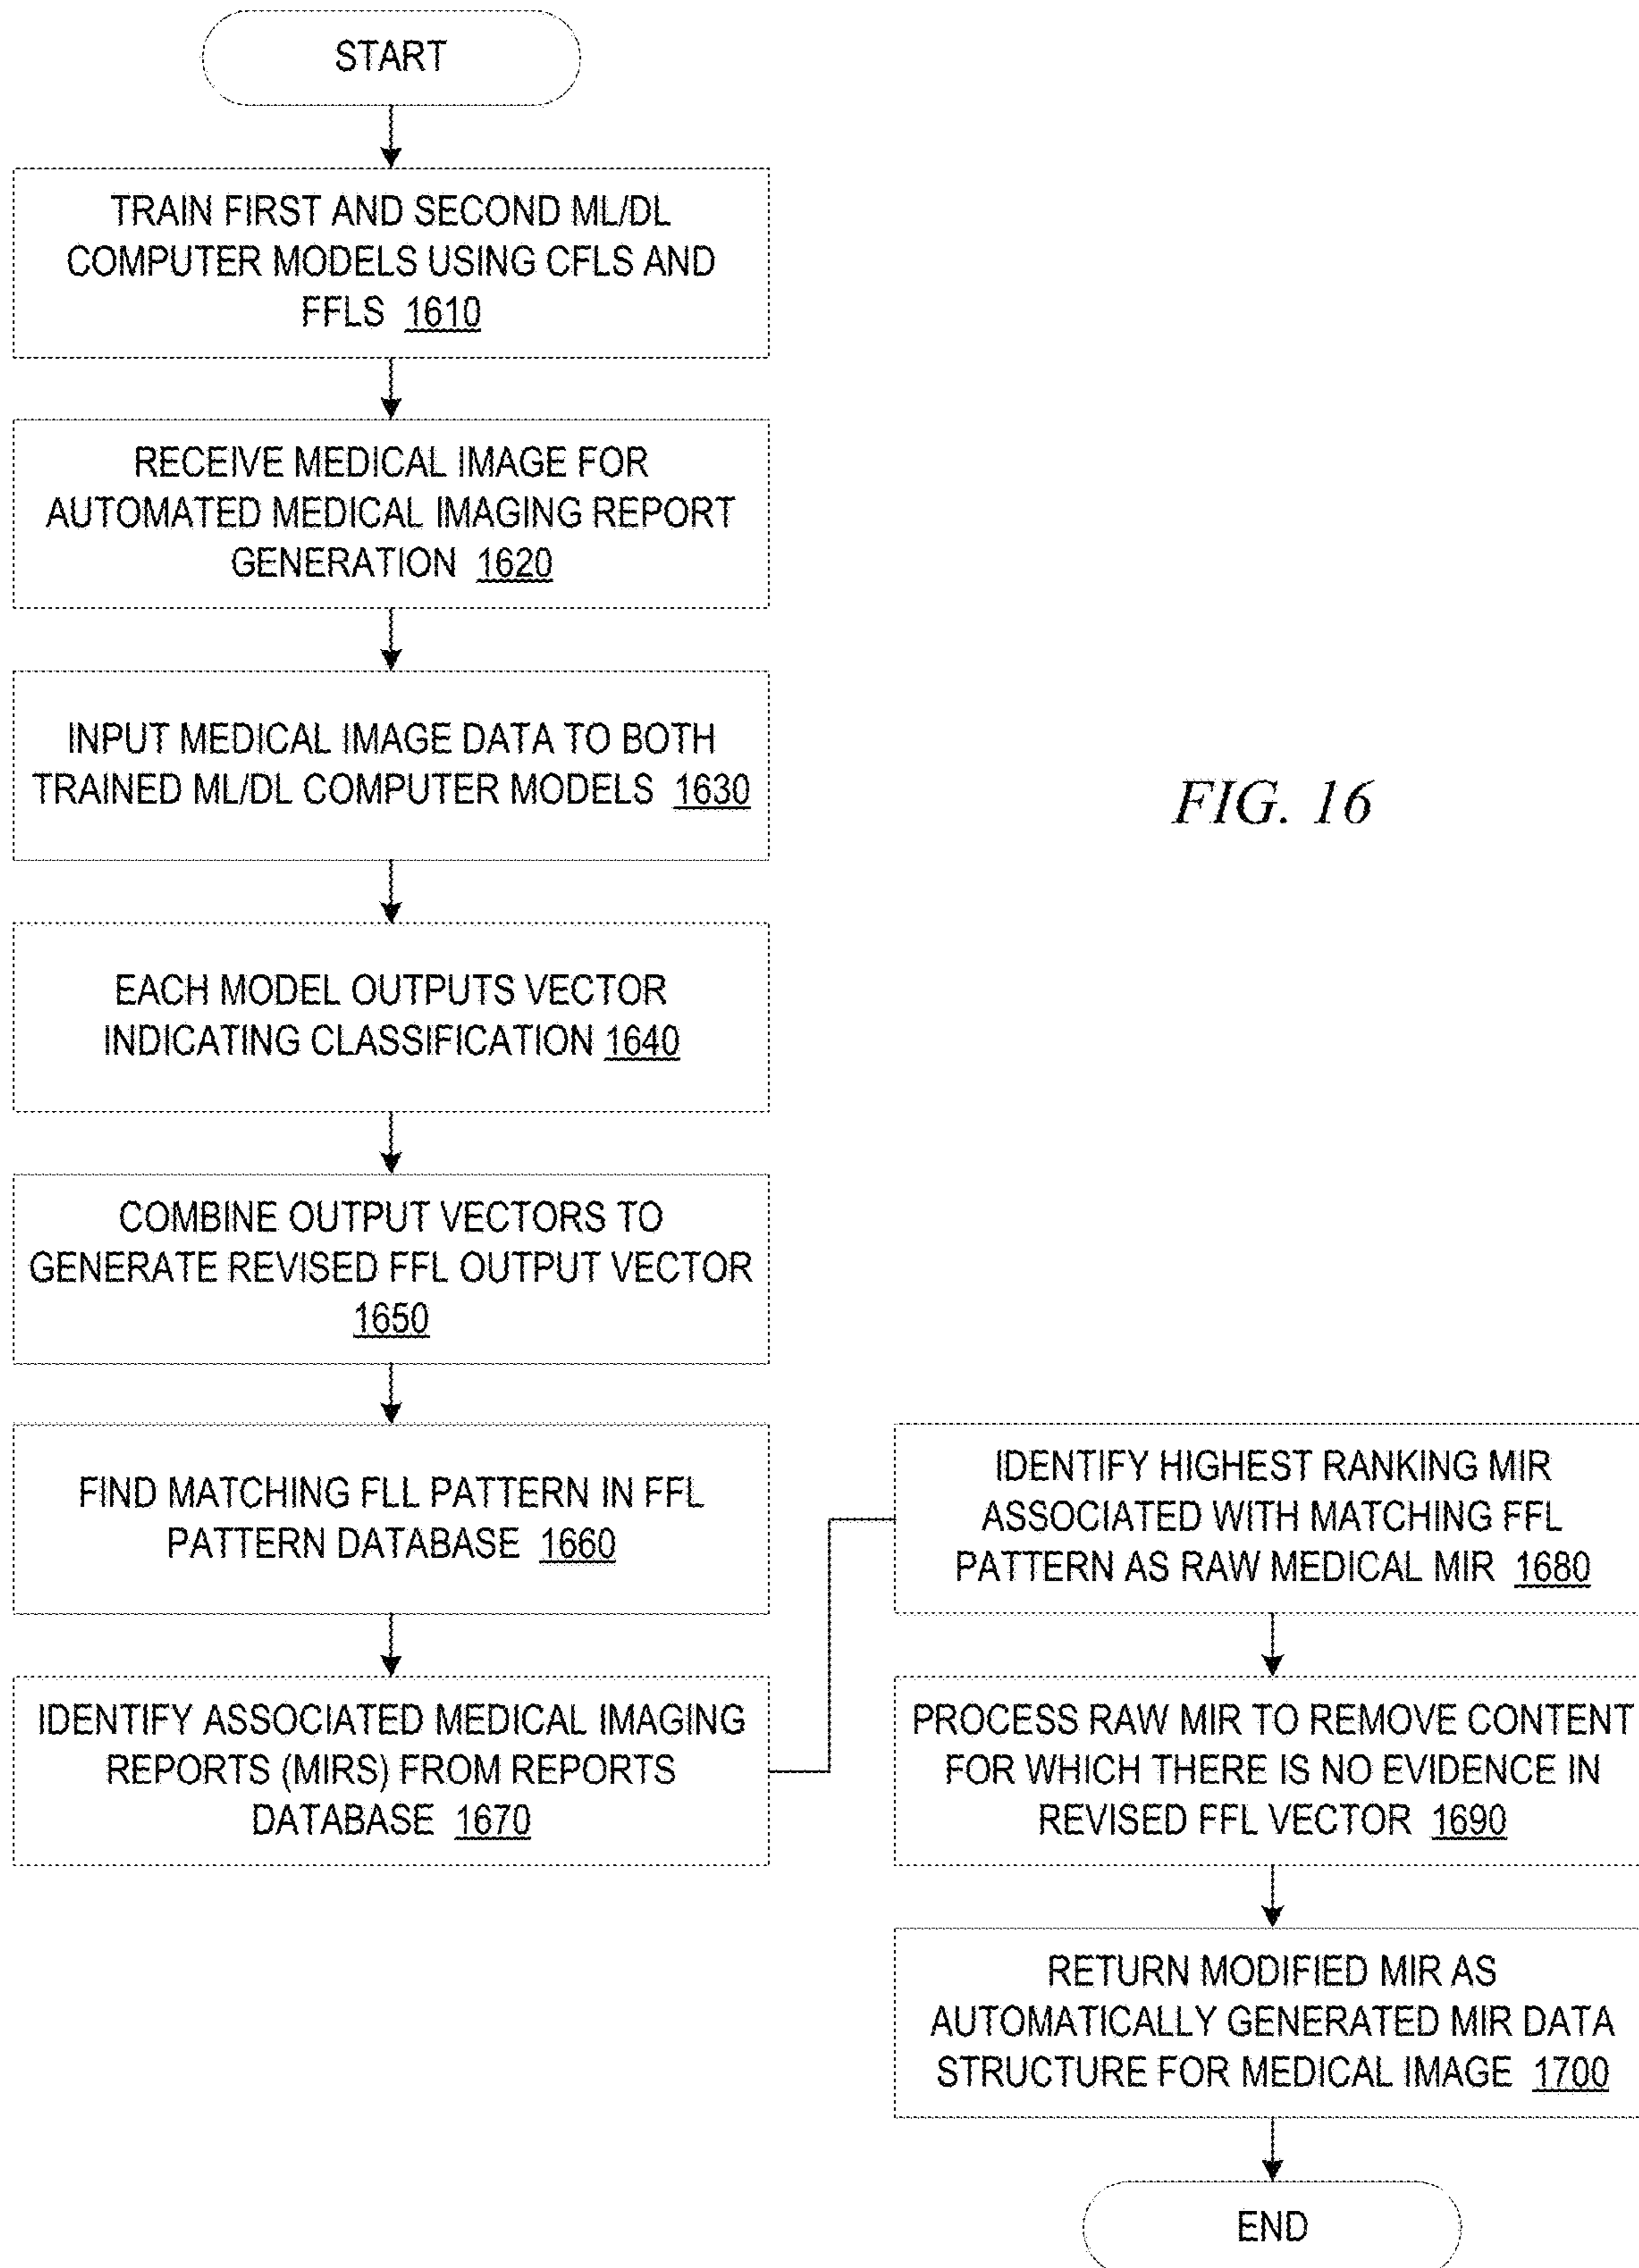 START
TRAIN FIRST AND SECOND ML/DL
COMPUTER MODELS USING CFLS AND
FFLS 1610
RECEIVE MEDICAL IMAGE FOR
AUTOMATED MEDICAL IMAGING REPORT
GENERATION 1620
INPUT MEDICAL IMAGE DATA TO BOTH
TRAINED ML/DL COMPUTER MODELS 1630
EACH MODEL OUTPUTS VECTOR
INDICATING CLASSIFICATION 1640
COMBINE OUTPUT VECTORS TO
GENERATE REVISED FFL OUTPUT VECTOR
1650
FIND MATCHING FLL PATTERN IN FFL
PATTERN DATABASE 1660
IDENTIFY ASSOCIATED MEDICAL IMAGING
REPORTS (MIRS) FROM REPORTS
DATABASE 1670
IDENTIFY HIGHEST RANKING MIR
ASSOCIATED WITH MATCHING FFL
PATTERN AS RAW MEDICAL MIR 1680
PROCESS RAW MIR TO REMOVE CONTENT
FOR WHICH THERE IS NO EVIDENCE IN
REVISED FFL VECTOR 1690
RETURN MODIFIED MIR AS
AUTOMATICALLY GENERATED MIR DATA
STRUCTURE FOR MEDICAL IMAGE 1700
END
FIG. 16